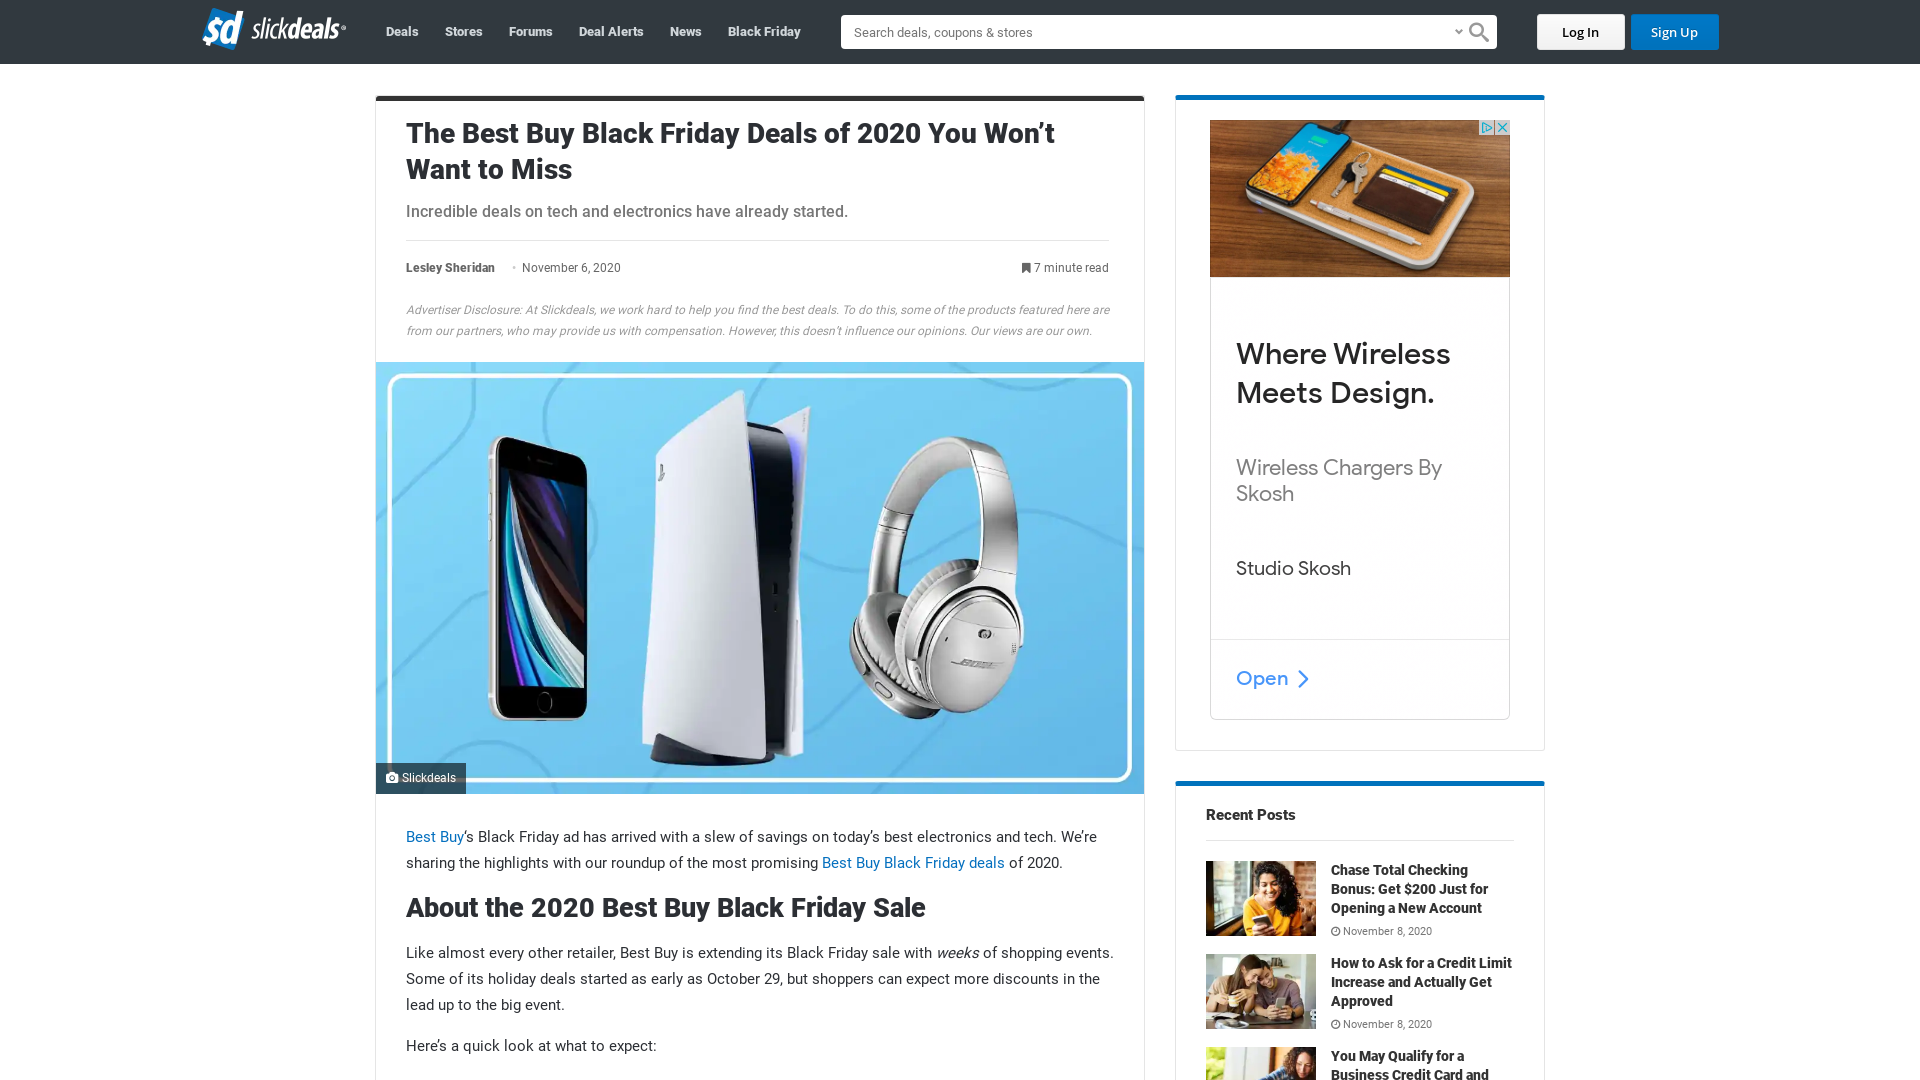 sd slickdeals®
Deals
Stores
Forums
Deal Alerts
News
Black Friday
Search deals, coupons & stores
Log In
Sign Up
The Best Buy Black Friday Deals of 2020 You Won’t
Want to Miss
Incredible deals on tech and electronics have already started.
Lesley Sheridan • November 6, 2020
7 minute read
Advertiser Disclosure: At Slickdeals, we work hard to help you find the best deals. To do this, some of the products featured here are
from our partners, who may provide us with compensation. However, this doesn’t influence our opinions. Our views are our own.
BOSE
Slickdeals
Best Buy‘s Black Friday ad has arrived with a slew of savings on today’s best electronics and tech. We’re
sharing the highlights with our roundup of the most promising Best Buy Black Friday deals of 2020.
About the 2020 Best Buy Black Friday Sale
Like almost every other retailer, Best Buy is extending its Black Friday sale with weeks of shopping events.
Some of its holiday deals started as early as October 29, but shoppers can expect more discounts in the
lead up to the big event.
Here’s a quick look at what to expect:
Where Wireless
Meets Design.
Wireless Chargers By
Skosh
Studio Skosh
Open
Recent Posts
Chase Total Checking
Bonus: Get $200 Just for
Opening a New Account
November 8, 2020
How to Ask for a Credit Limit
Increase and Actually Get
Approved
November 8, 2020
You May Qualify for a
Business Credit Card and